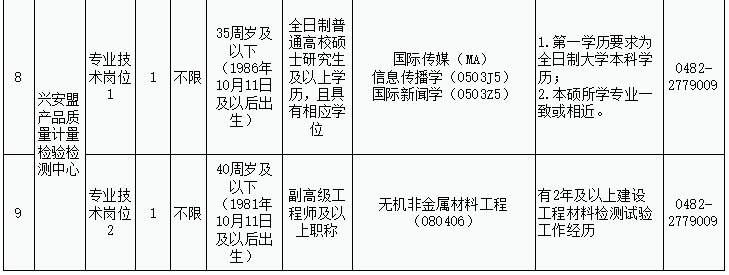 8
兴安盟
产品质
量计量
检验检
测中心
专业技
术岗位
1
1
不限
35周岁及
以下
（1986年
10月11日
及以后出
生）
全日制普
通高校硕
士研究生
及以上学
历，且具
有相应学
位
国际传媒（MA）
信息传播学（0503J5）
国际新闻学（0503Z5）
1.第一学历要求为
全日制大学本科学
历；
2.本硕所学专业一
致或相近。
0482-
2779009
9
专业技
术岗位
2
1
不限
40周岁及
以下
（1981年
10月11日
及以后出
生）
副高级工
程师及以
上职称
无机非金属材料工程
（080406）
有2年及以上建设
工程材料检测试验
工作经历
0482-
2779009